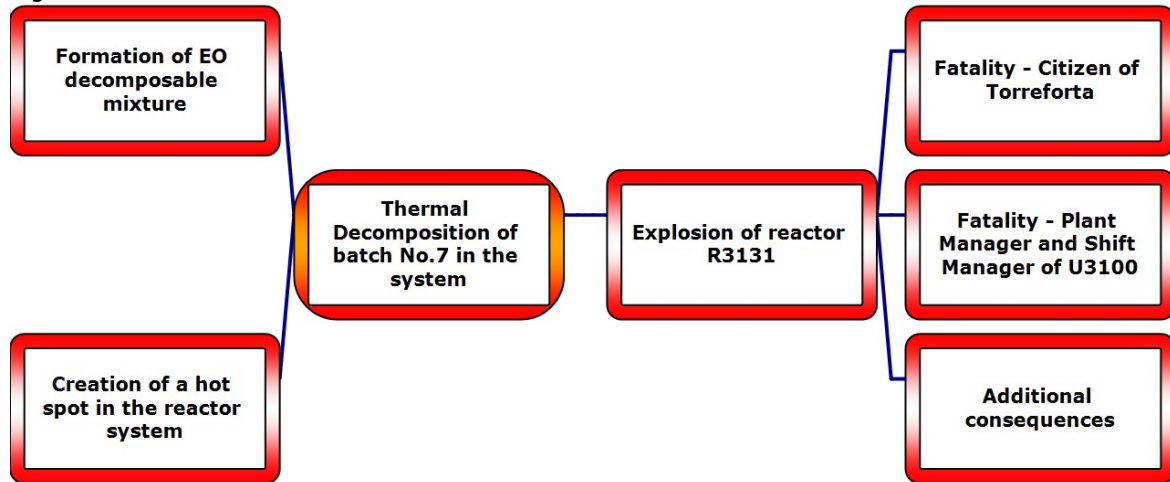 Formation of EO
decomposable
mixture
Creation of a hot
spot in the reactor
system
Thermal
Decomposition of
batch No.7 in the
system
Explosion of reactor
R3131
Fatality - Citizen of
Torreforta
Fatality - Plant
Manager and Shift
Manager of U3100
Additional
consequences